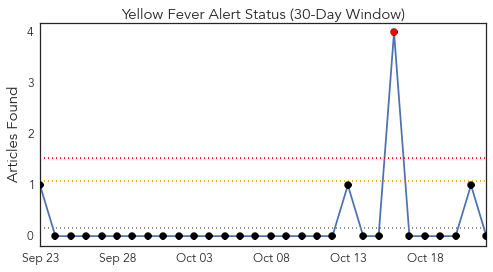 Yellow Fever Alert Status (30-Day Window)
Articles Found
4
3
2
1
0
Sep 23 Sep 28 Oct 03 Oct 08 Oct 13 Oct 18